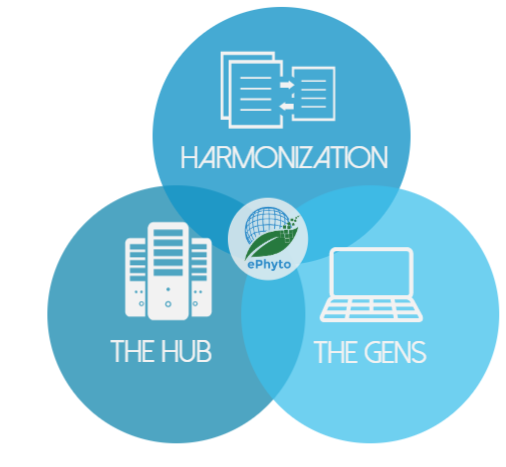 HARMONIZATION
ePhyto
THE HUB
THE GENS